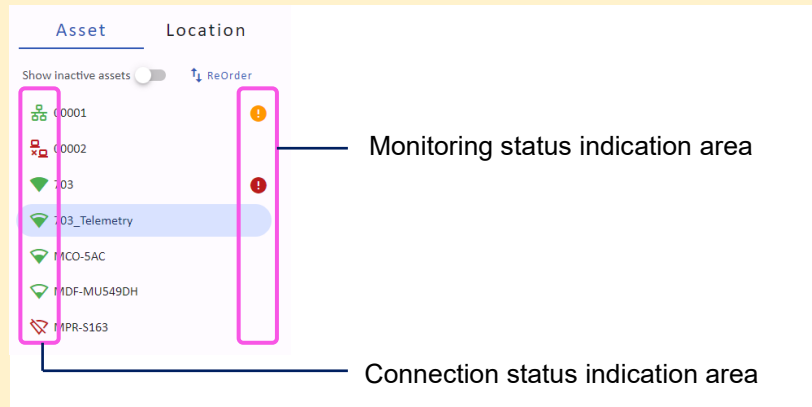 Asset Location
Show inactive assets ReOrder
00001
Monitoring status indication area
00002
703
703_Telemetry
MCO-5AC
MDF-MU549DH
MPR-S163
Connection status indication area